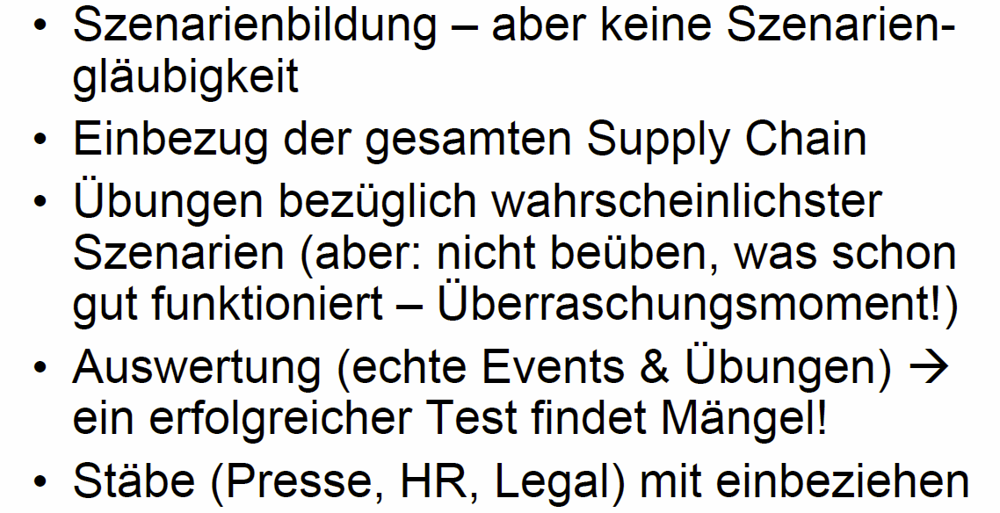 • Szenarienbildung – aber keine Szenarien-
gläubigkeit
• Einbezug der gesamten Supply Chain
• Übungen bezüglich wahrscheinlichster
Szenarien (aber: nicht beüben, was schon
gut funktioniert – Überraschungsmoment!)
• Auswertung (echte Events & Übungen) →
ein erfolgreicher Test findet Mängel!
• Stäbe (Presse, HR, Legal) mit einbeziehen